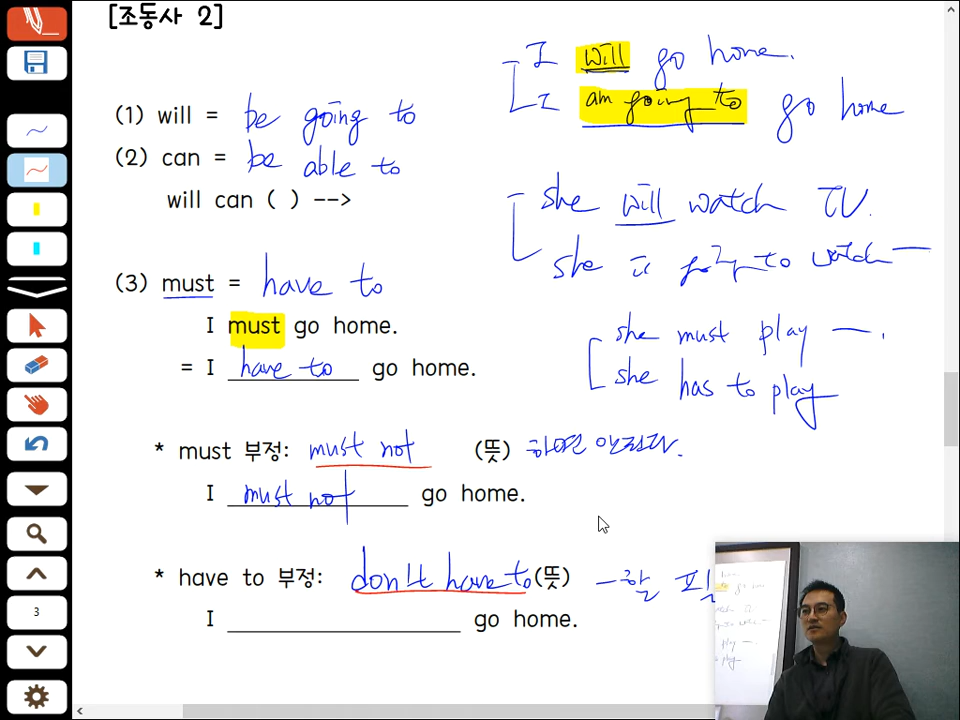 [조동사 2]
I will go home.
I am going to go home
(1) will = be going to
(2) can = be able to
will can ( ) -->
she will watch TV.
she is going to watch —
(3) must = have to
I must go home.
= I have to go home.
she must play — .
she has to play
* must 부정: must not (뜻) 하면 안된다.
I must not go home.
* have to 부정: don't have to (뜻) ~할 필
I ____________ go home.
3